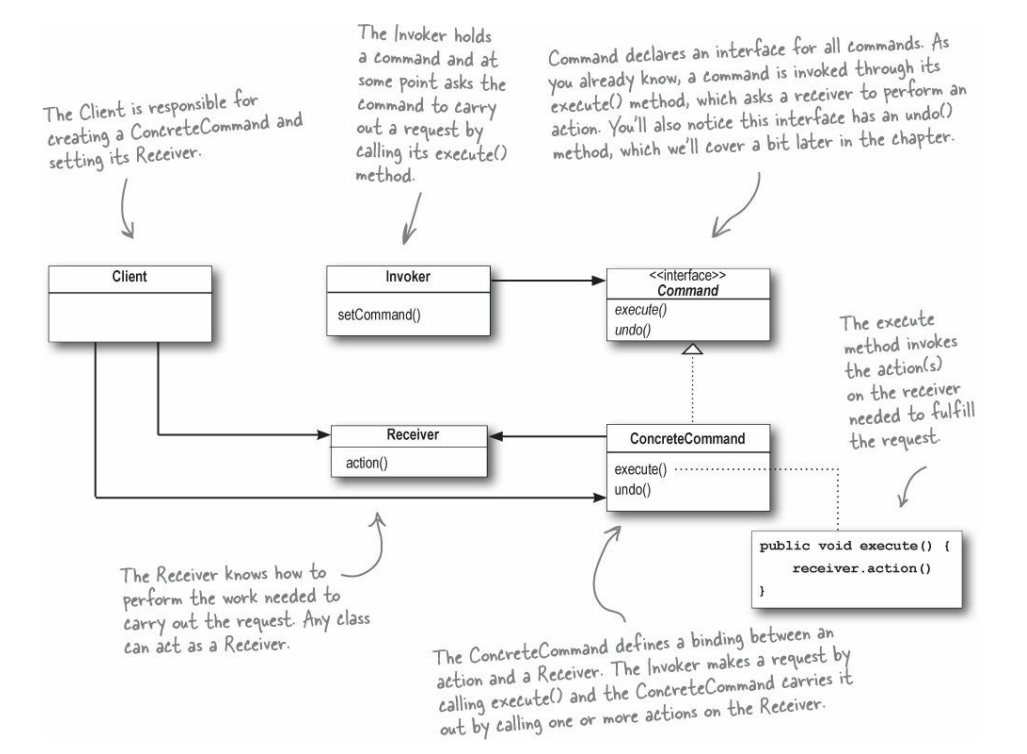 The Client is responsible for
creating a ConcreteCommand and
setting its Receiver.
The Invoker holds
a command and at
some point asks the
command to carry
out a request by
calling its execute()
method.
Command declares an interface for all commands. As
you already know, a command is invoked through its
execute() method, which asks a receiver to perform an
action. You'll also notice this interface has an undo()
method, which we'll cover a bit later in the chapter.
Client
Invoker
setCommand()
<<interface>>
Command
execute()
undo()
The execute
method invokes
the action(s)
on the receiver
needed to fulfill
the request.
Receiver
action()
ConcreteCommand
execute()
undo()
public void execute() {
receiver.action()
}
The Receiver knows how to
perform the work needed to
carry out the request. Any class
can act as a Receiver.
The ConcreteCommand defines a binding between an
action and a Receiver. The Invoker makes a request by
calling execute() and the ConcreteCommand carries it
out by calling one or more actions on the Receiver.